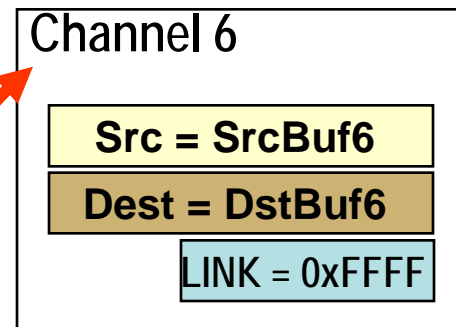 Channel 6
Src = SrcBuf6
Dest = DstBuf6
LINK = 0xFFFF